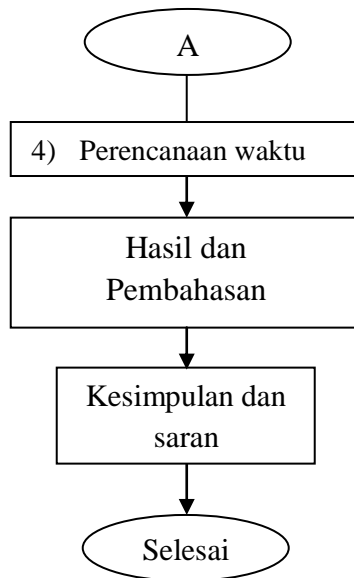 A
4) Perencanaan waktu
Hasil dan
Pembahasan
Kesimpulan dan
saran
Selesai